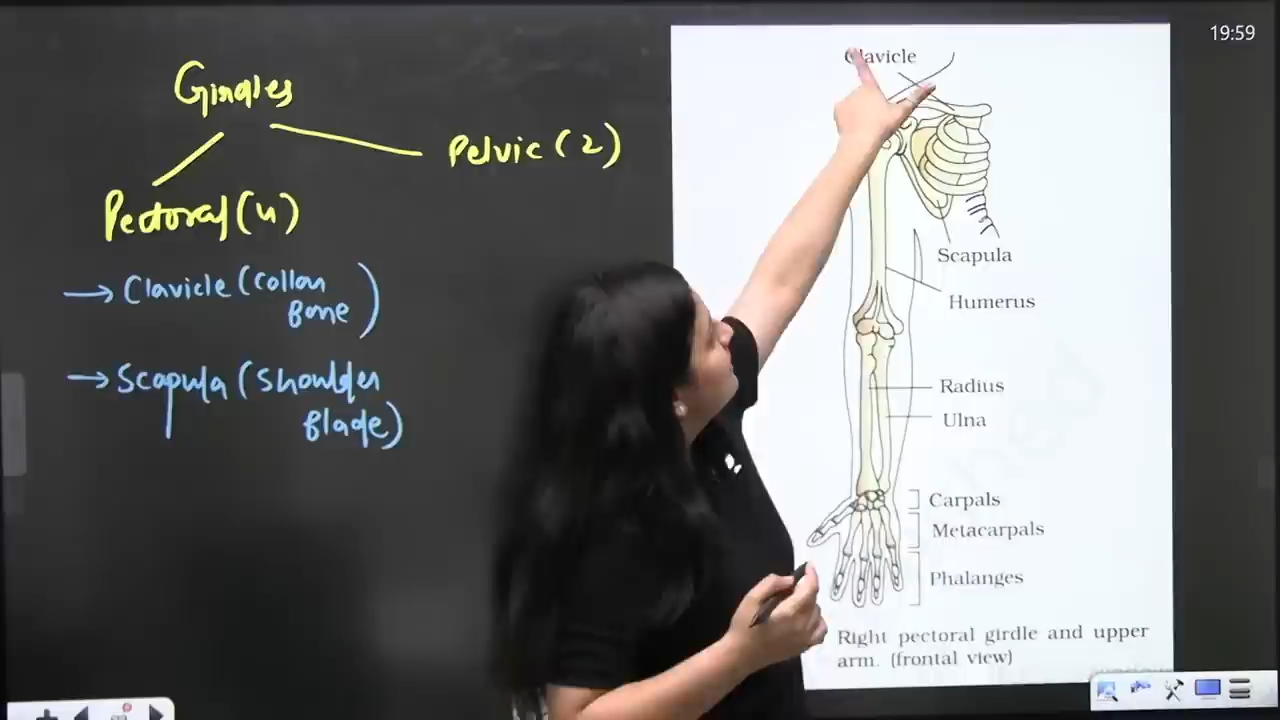 19:59
Girdles
Pectoral (4)
Pelvic (2)
→ Clavicle (Collar
Bone)
→ Scapula (Shoulder
Blade)
Clavicle
Scapula
Humerus
Radius
Ulna
Carpals
Metacarpals
Phalanges
Right pectoral girdle and upper
arm. (frontal view)